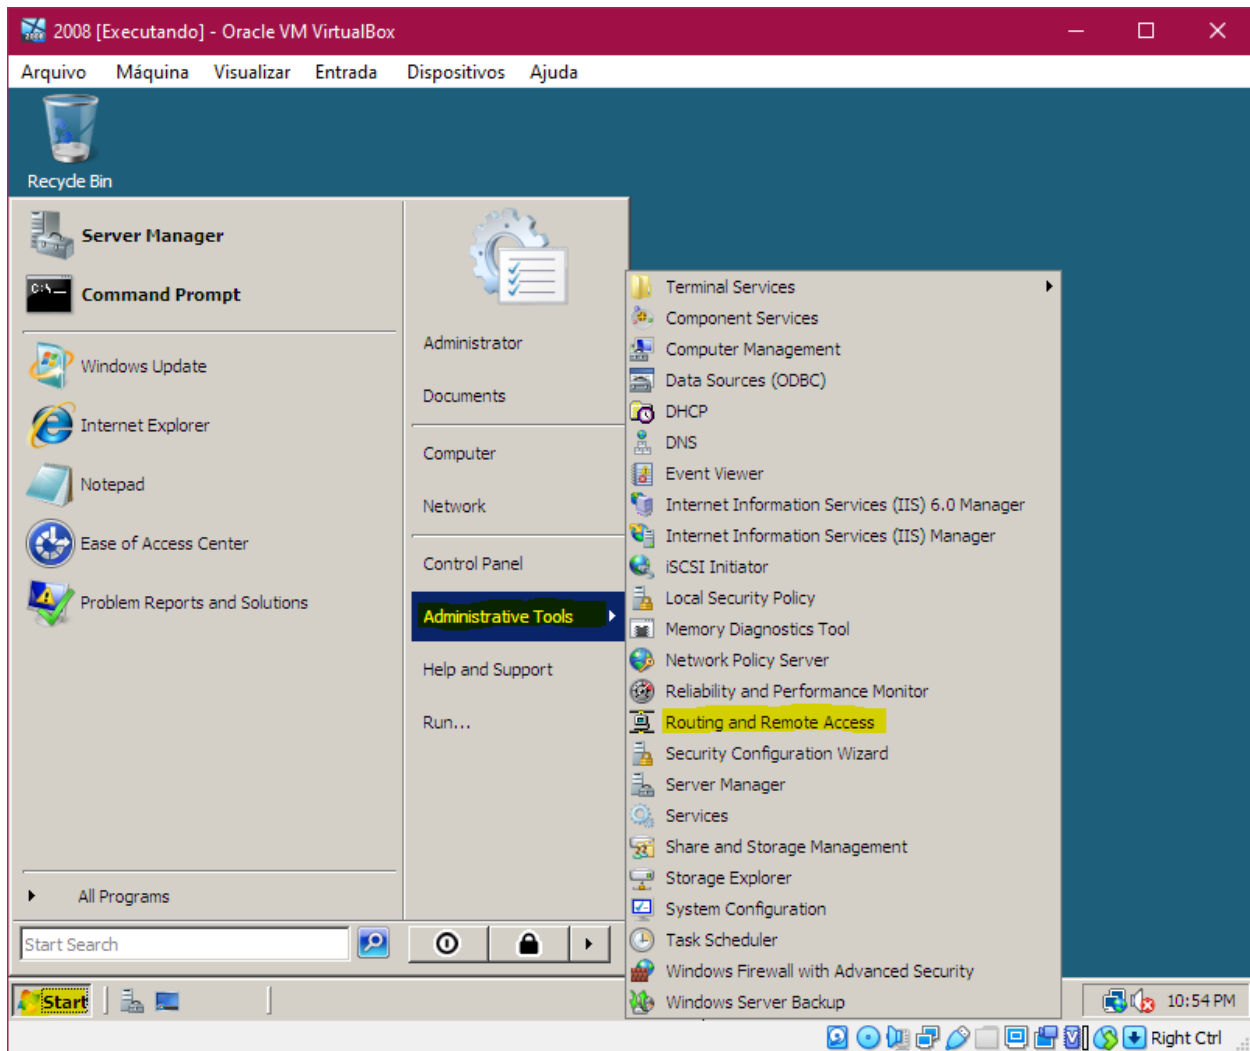 2008 [Executando] - Oracle VM VirtualBox
Arquivo Máquina Visualizar Entrada Dispositivos Ajuda
Recycle Bin
Server Manager
Command Prompt
Windows Update
Internet Explorer
Notepad
Ease of Access Center
Problem Reports and Solutions
All Programs
Start Search
Administrator
Documents
Computer
Network
Control Panel
Administrative Tools
Help and Support
Run...
Terminal Services
Component Services
Computer Management
Data Sources (ODBC)
DHCP
DNS
Event Viewer
Internet Information Services (IIS) 6.0 Manager
Internet Information Services (IIS) Manager
iSCSI Initiator
Local Security Policy
Memory Diagnostics Tool
Network Policy Server
Reliability and Performance Monitor
Routing and Remote Access
Security Configuration Wizard
Server Manager
Services
Share and Storage Management
Storage Explorer
System Configuration
Task Scheduler
Windows Firewall with Advanced Security
Windows Server Backup
Start
10:54 PM
Right Ctrl